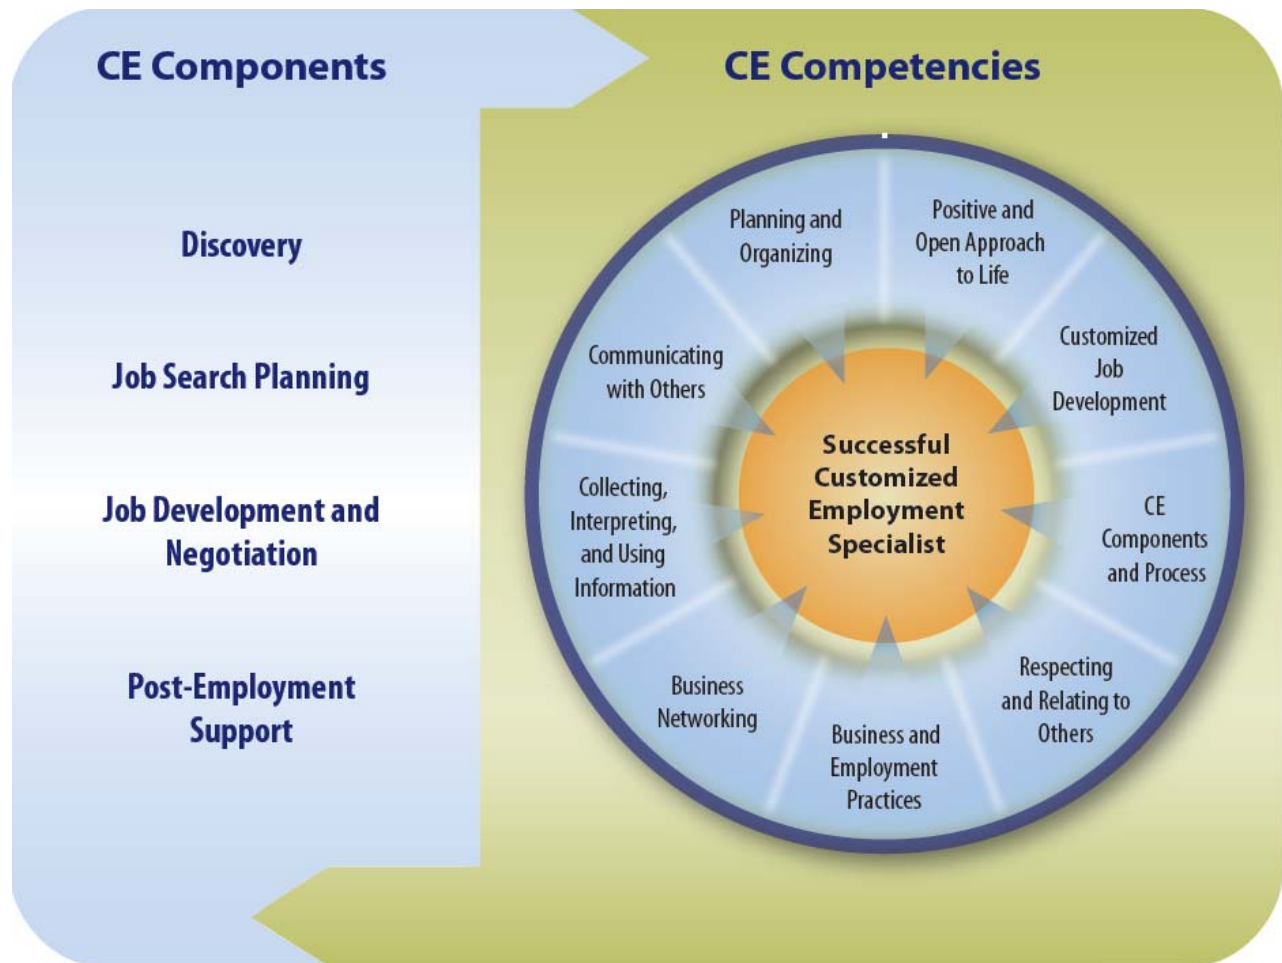 CE Components
Discovery
Job Search Planning
Job Development and
Negotiation
Post-Employment
Support
CE Competencies
Positive and
Open Approach
to Life
Customized
Job
Development
CE
Components
and Process
Respecting
and Relating to
Others
Business and
Employment
Practices
Business
Networking
Collecting,
Interpreting,
and Using
Information
Communicating
with Others
Planning and
Organizing
Successful
Customized
Employment
Specialist